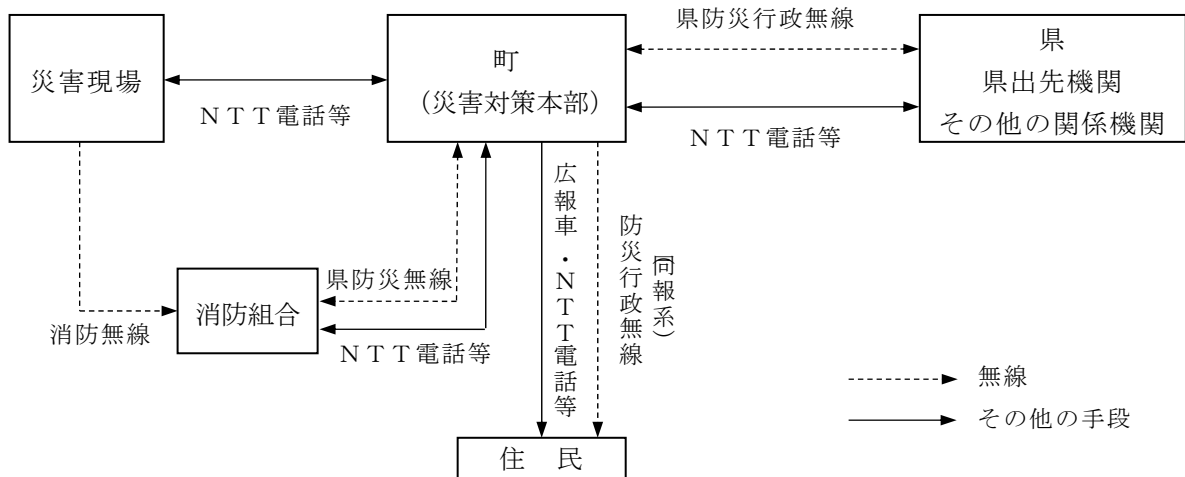 県防災行政無線
災害現場
町
（災害対策本部）
県
県出先機関
その他の関係機関
ＮＴＴ電話等
ＮＴＴ電話等
広報車・ＮＴＴ電話等
防災行政無線
（同報系）
消防組合
県防災無線
消防無線
ＮＴＴ電話等
無線
その他の手段
住　民